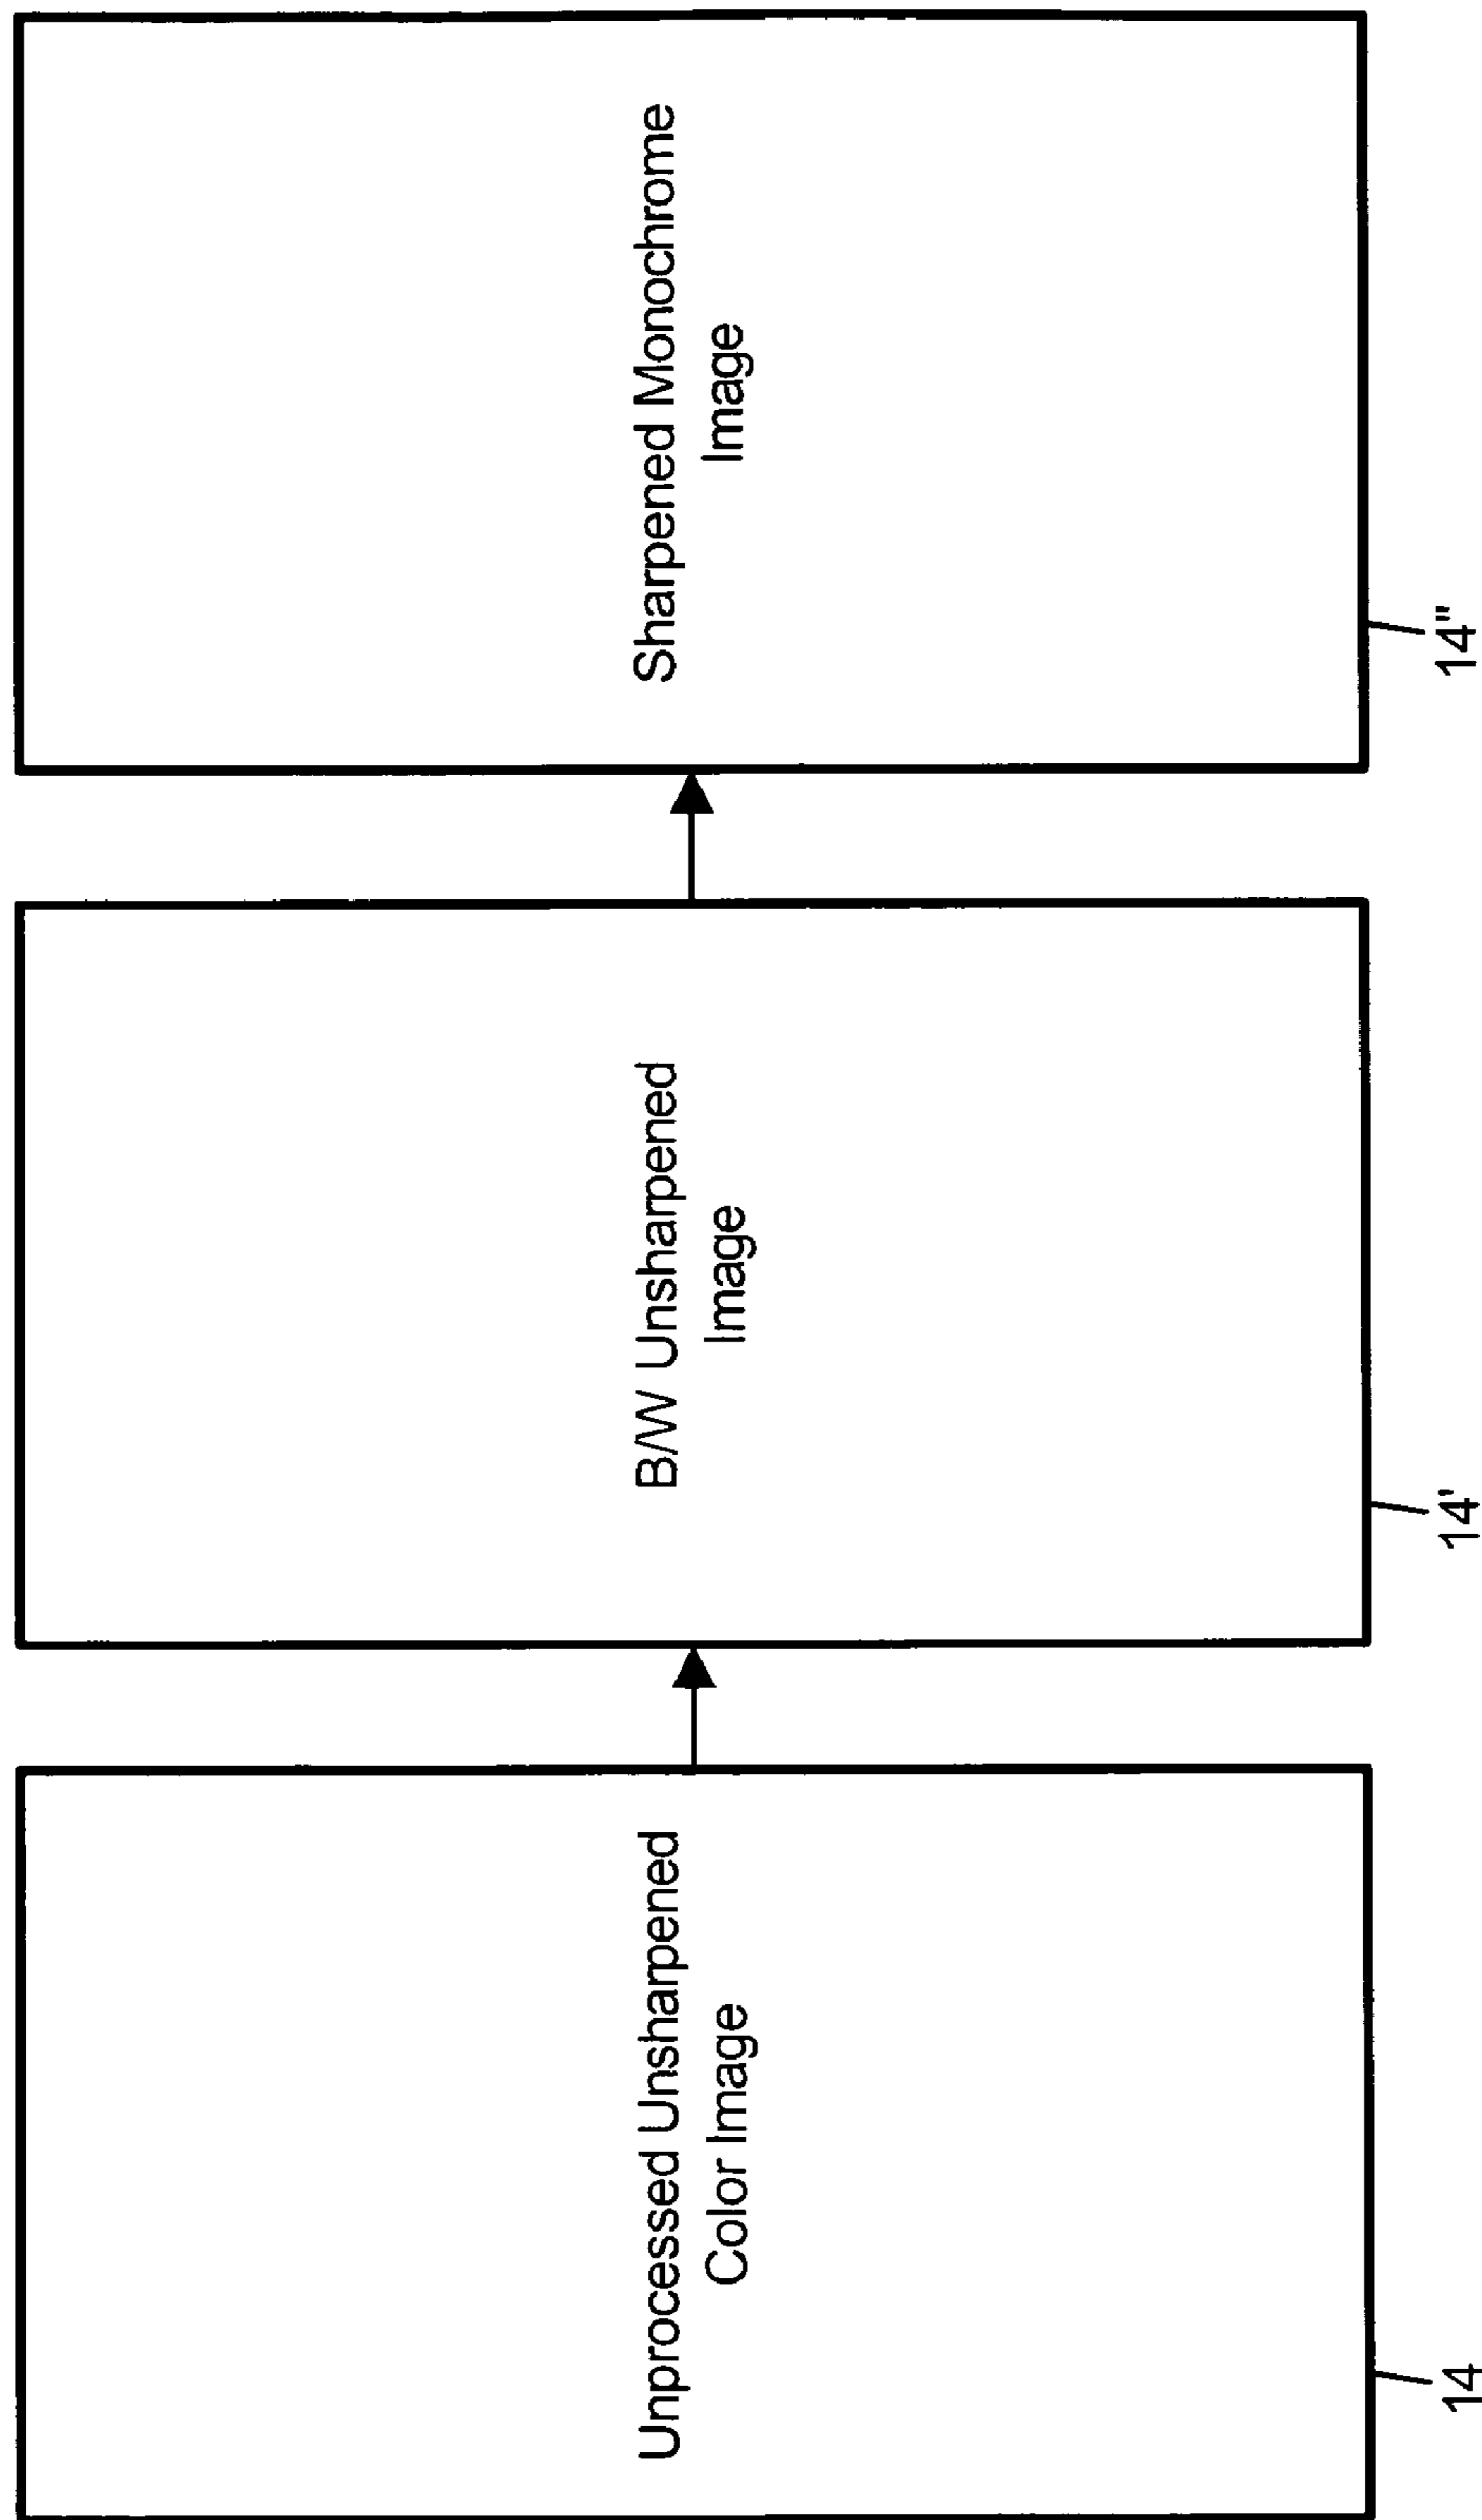 Unprocessed Unsharpened
Color Image
14
B/W Unsharpened
Image
14'
Sharpened Monochrome
Image
14"